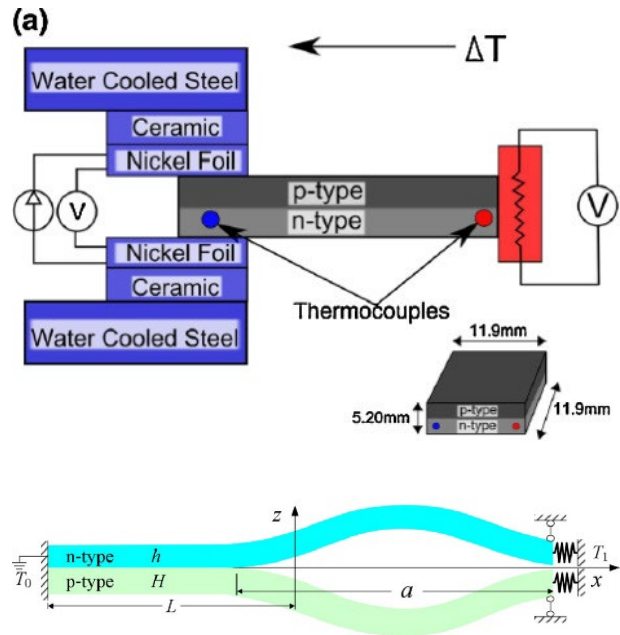 (a)
ΔT
Water Cooled Steel
Ceramic
Nickel Foil
V
p-type
n-type
V
Nickel Foil
Ceramic
Water Cooled Steel
Thermocouples
11.9mm
5.20mm
p-type
n-type
11.9mm
z
n-type h
T₀
p-type H
T₁
x
L
a